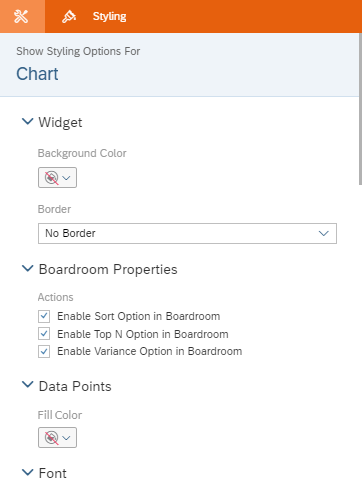 Styling
Show Styling Options For
Chart
Widget
Background Color
Border
No Border
Boardroom Properties
Actions
Enable Sort Option in Boardroom
Enable Top N Option in Boardroom
Enable Variance Option in Boardroom
Data Points
Fill Color
Font